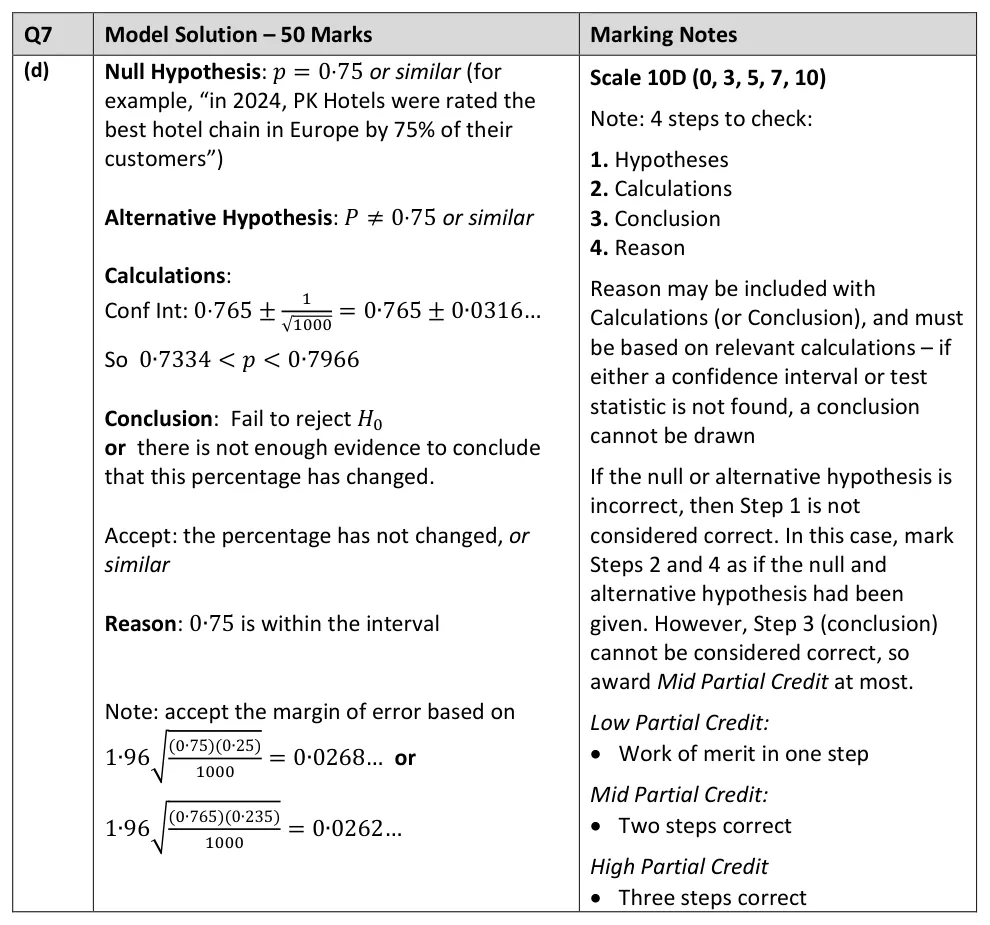 Q7 Model Solution – 50 Marks Marking Notes
(d)
Null Hypothesis: 𝑝 = 0·75 or similar (for
example, “in 2024, PK Hotels were rated the
best hotel chain in Europe by 75% of their
customers”)
Alternative Hypothesis: 𝑃 ≠ 0·75 or similar
Calculations:
Conf Int: 0·765 ± 1/√1000 = 0·765 ± 0·0316…
So 0·7334 < 𝑝 < 0·7966
Conclusion: Fail to reject 𝐻₀
or there is not enough evidence to conclude
that this percentage has changed.
Accept: the percentage has not changed, or
similar
Reason: 0·75 is within the interval
Note: accept the margin of error based on
1·96√((0·75)(0·25)/1000) = 0·0268… or
1·96√((0·765)(0·235)/1000) = 0·0262…
Scale 10D (0, 3, 5, 7, 10)
Note: 4 steps to check:
1. Hypotheses
2. Calculations
3. Conclusion
4. Reason
Reason may be included with
Calculations (or Conclusion), and must
be based on relevant calculations – if
either a confidence interval or test
statistic is not found, a conclusion
cannot be drawn
If the null or alternative hypothesis is
incorrect, then Step 1 is not
considered correct. In this case, mark
Steps 2 and 4 as if the null and
alternative hypothesis had been
given. However, Step 3 (conclusion)
cannot be considered correct, so
award Mid Partial Credit at most.
Low Partial Credit:
• Work of merit in one step
Mid Partial Credit:
• Two steps correct
High Partial Credit
• Three steps correct